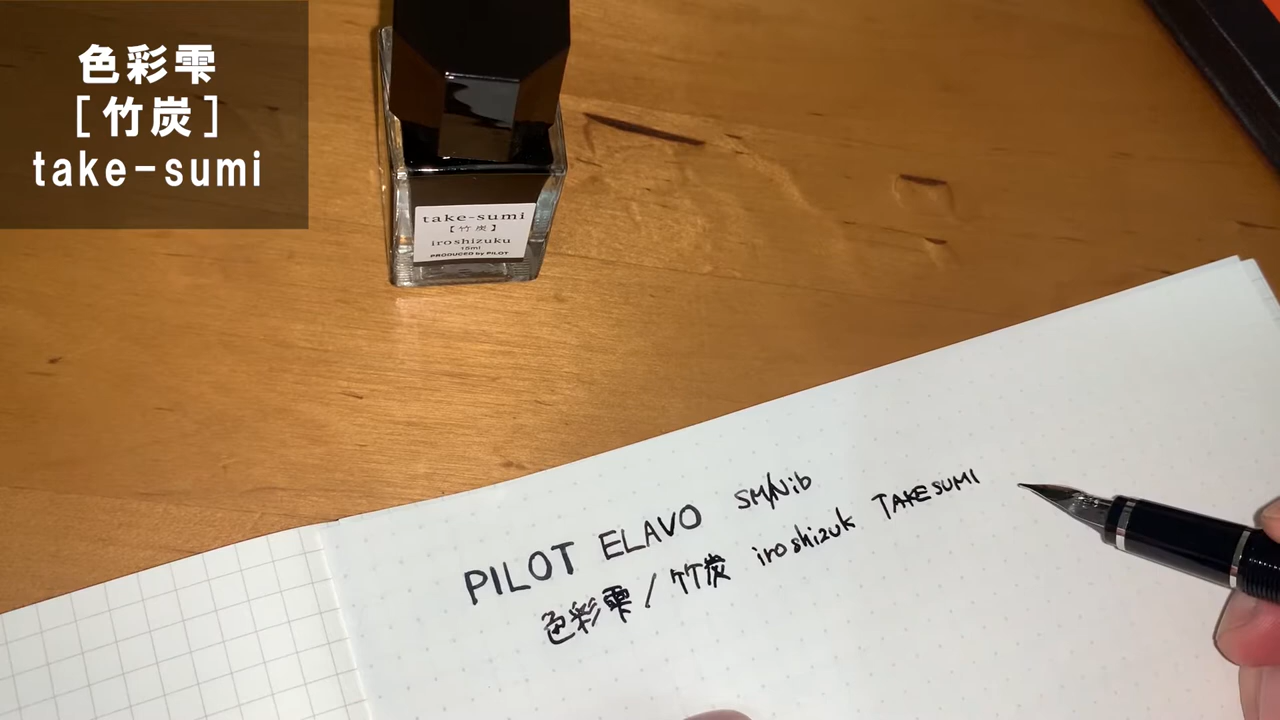 色彩雫
[竹炭]
take-sumi
take-sumi
[竹炭]
iroshizuku
15ml
PRODUCED by PILOT
PILOT ELAVO SM/Nib
色彩雫/竹炭 iroshizuk TAKESUMI